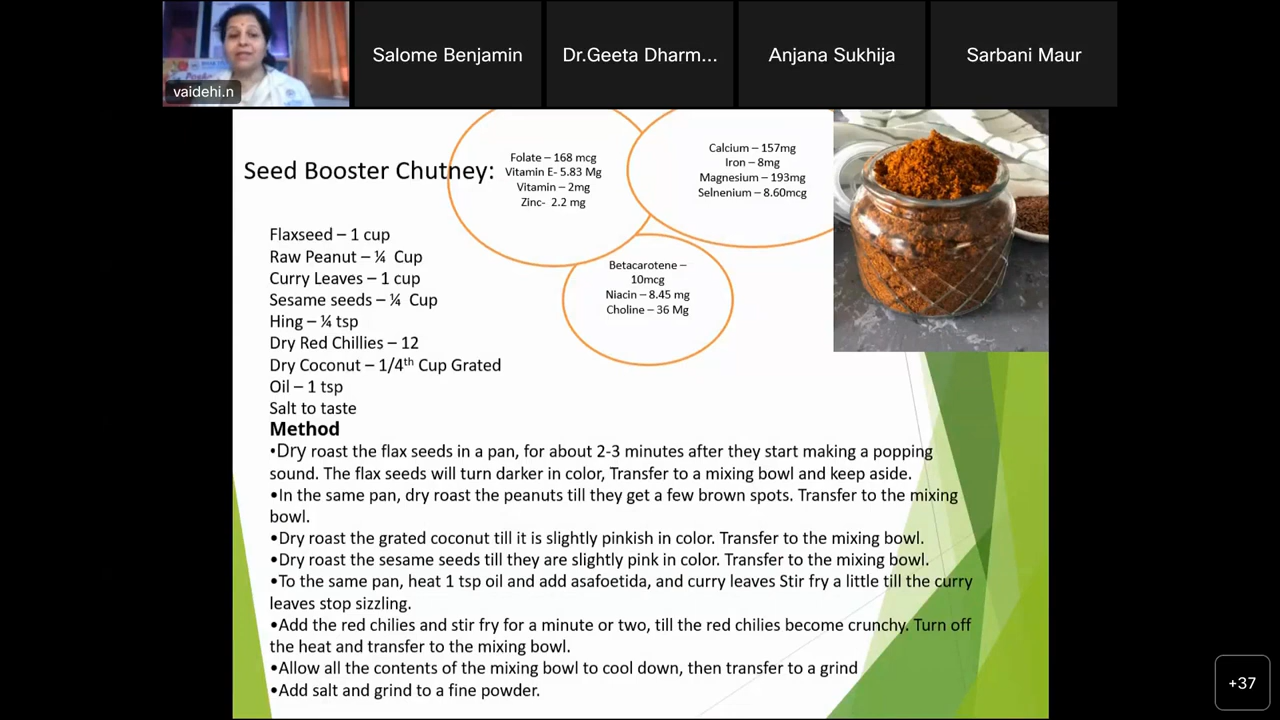 vaidehi.n
Salome Benjamin
Dr.Geeta Dharm...
Anjana Sukhija
Sarbani Maur
Seed Booster Chutney:
Folate – 168 mcg
Vitamin E- 5.83 Mg
Vitamin – 2mg
Zinc- 2.2 mg
Calcium – 157mg
Iron – 8mg
Magnesium – 193mg
Selnenium – 8.60mcg
Betacarotene –
10mcg
Niacin – 8.45 mg
Choline – 36 Mg
Flaxseed – 1 cup
Raw Peanut – ¼ Cup
Curry Leaves – 1 cup
Sesame seeds – ¼ Cup
Hing – ¼ tsp
Dry Red Chillies – 12
Dry Coconut – 1/4th Cup Grated
Oil – 1 tsp
Salt to taste
Method
•Dry roast the flax seeds in a pan, for about 2-3 minutes after they start making a popping
sound. The flax seeds will turn darker in color, Transfer to a mixing bowl and keep aside.
•In the same pan, dry roast the peanuts till they get a few brown spots. Transfer to the mixing
bowl.
•Dry roast the grated coconut till it is slightly pinkish in color. Transfer to the mixing bowl.
•Dry roast the sesame seeds till they are slightly pink in color. Transfer to the mixing bowl.
•To the same pan, heat 1 tsp oil and add asafoetida, and curry leaves Stir fry a little till the curry
leaves stop sizzling.
•Add the red chilies and stir fry for a minute or two, till the red chilies become crunchy. Turn off
the heat and transfer to the mixing bowl.
•Allow all the contents of the mixing bowl to cool down, then transfer to a grind
•Add salt and grind to a fine powder.
+37